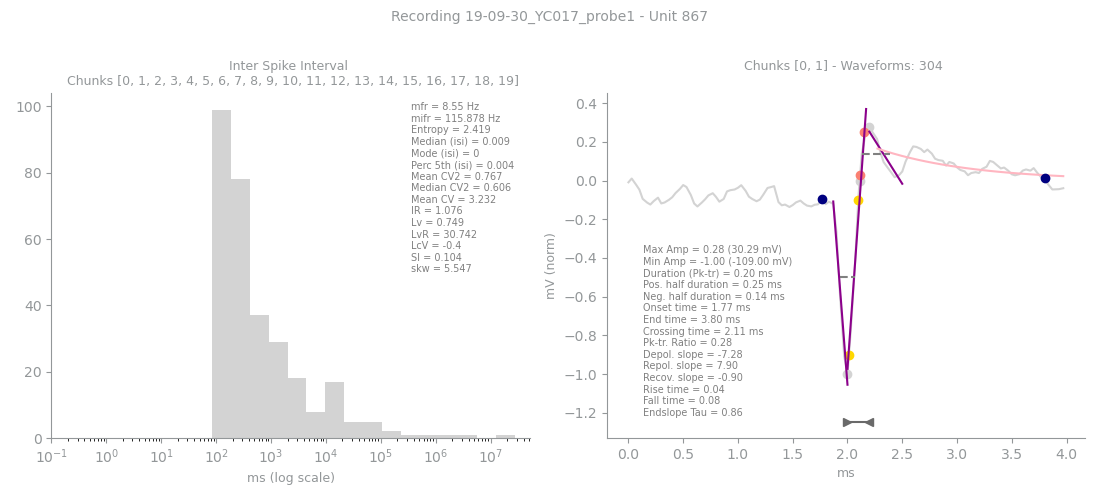 Recording 19-09-30_YC017_probe1 - Unit 867
Inter Spike Interval
Chunks [0, 1, 2, 3, 4, 5, 6, 7, 8, 9, 10, 11, 12, 13, 14, 15, 16, 17, 18, 19]
100
80
60
40
20
0
mfr = 8.55 Hz
mifr = 115.878 Hz
Entropy = 2.419
Median (isi) = 0.009
Mode (isi) = 0
Perc 5th (isi) = 0.004
Mean CV2 = 0.767
Median CV2 = 0.606
Mean CV = 3.232
IR = 1.076
Lv = 0.749
LvR = 30.742
LcV = -0.4
SI = 0.104
skw = 5.547
10⁻¹ 10⁰ 10¹ 10² 10³ 10⁴ 10⁵ 10⁶ 10⁷
ms (log scale)
Chunks [0, 1] - Waveforms: 304
mV (norm)
0.4
0.2
0.0
−0.2
−0.4
−0.6
−0.8
−1.0
−1.2
Max Amp = 0.28 (30.29 mV)
Min Amp = -1.00 (-109.00 mV)
Duration (Pk-tr) = 0.20 ms
Pos. half duration = 0.25 ms
Neg. half duration = 0.14 ms
Onset time = 1.77 ms
End time = 3.80 ms
Crossing time = 2.11 ms
Pk-tr. Ratio = 0.28
Depol. slope = -7.28
Repol. slope = 7.90
Recov. slope = -0.90
Rise time = 0.04
Fall time = 0.08
Endslope Tau = 0.86
0.0 0.5 1.0 1.5 2.0 2.5 3.0 3.5 4.0
ms